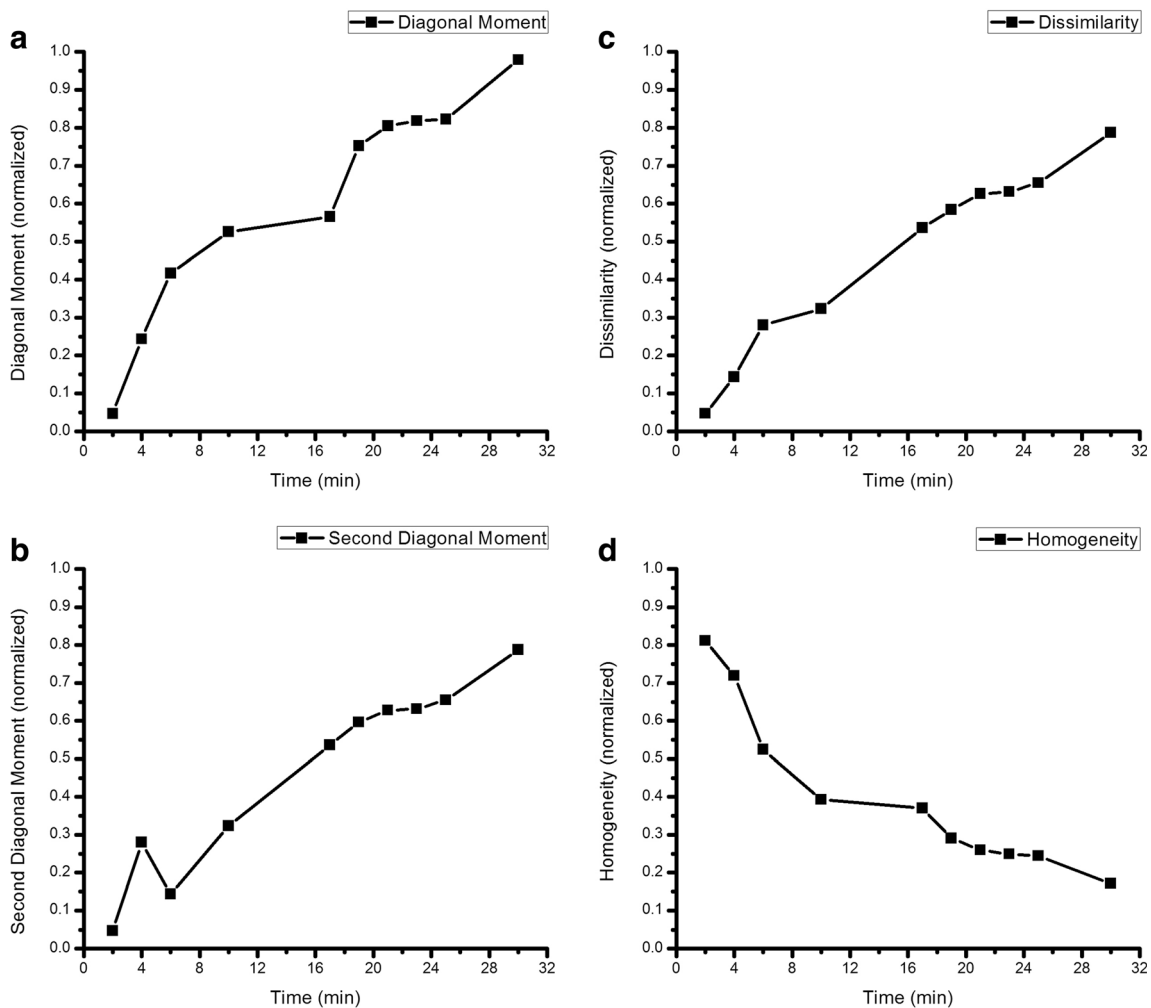 a
Diagonal Moment
1.0
0.9
0.8
0.7
0.6
0.5
0.4
0.3
0.2
0.1
0.0
Diagonal Moment (normalized)
0 4 8 12 16 20 24 28 32
Time (min)
c
Dissimilarity
1.0
0.9
0.8
0.7
0.6
0.5
0.4
0.3
0.2
0.1
0.0
Dissimilarity (normalized)
0 4 8 12 16 20 24 28 32
Time (min)
b
Second Diagonal Moment
1.0
0.9
0.8
0.7
0.6
0.5
0.4
0.3
0.2
0.1
0.0
Second Diagonal Moment (normalized)
0 4 8 12 16 20 24 28 32
Time (min)
d
Homogeneity
1.0
0.9
0.8
0.7
0.6
0.5
0.4
0.3
0.2
0.1
0.0
Homogeneity (normalized)
0 4 8 12 16 20 24 28 32
Time (min)